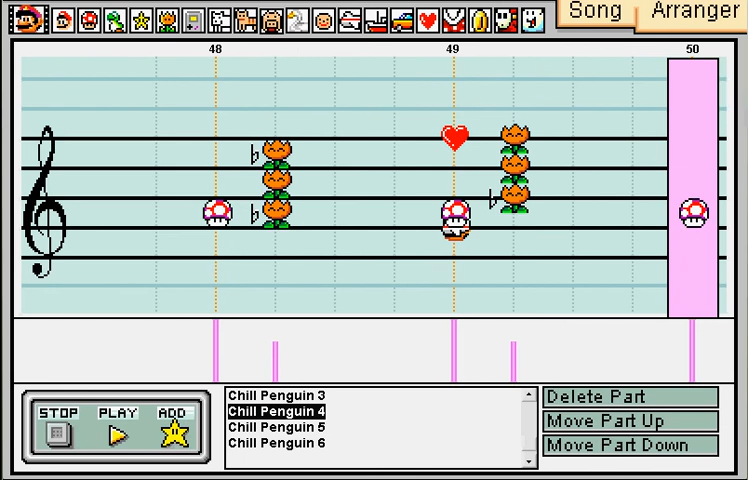 Song
Arranger
48
49
50
STOP
PLAY
ADD
Chill Penguin 3
Chill Penguin 4
Chill Penguin 5
Chill Penguin 6
Delete Part
Move Part Up
Move Part Down